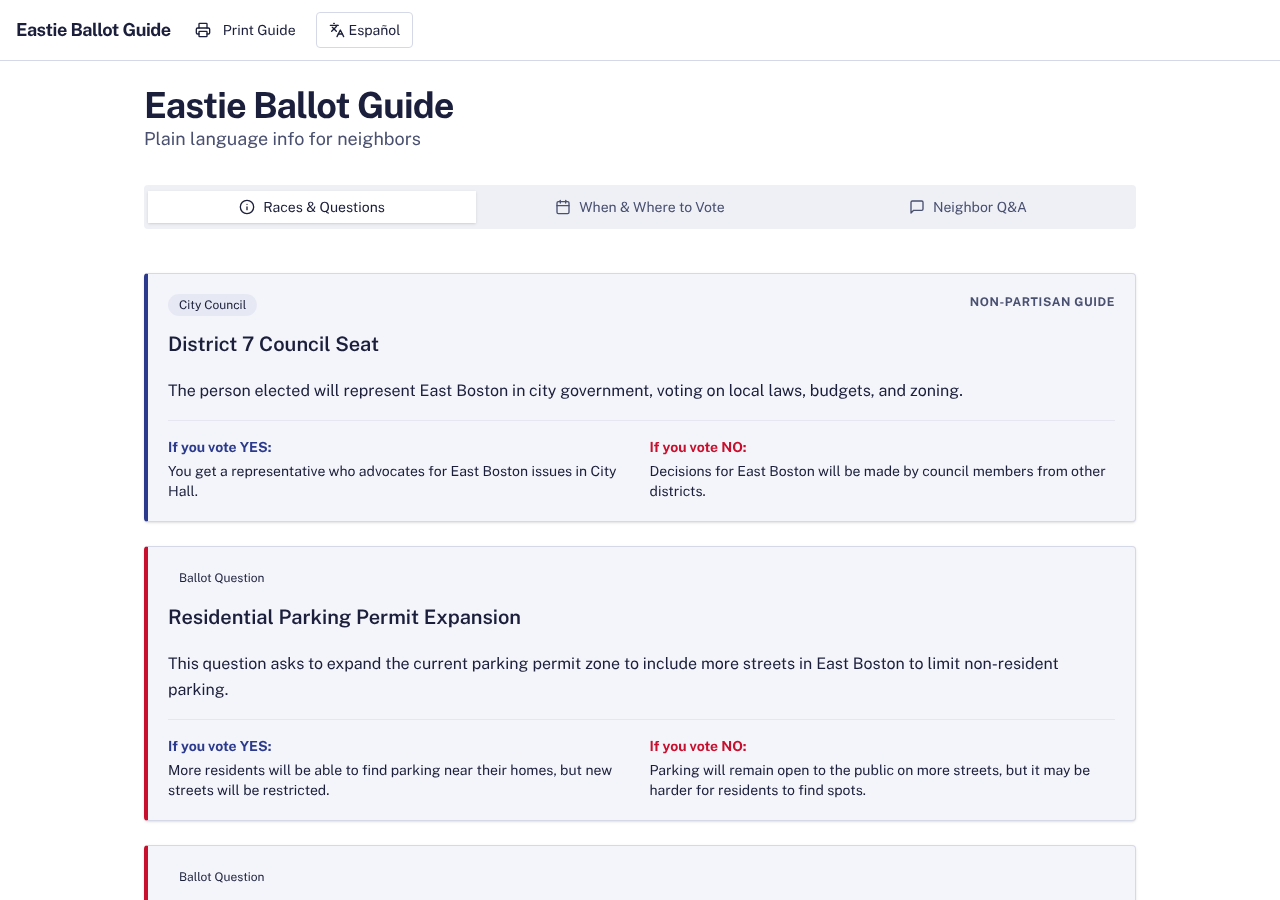 Eastie Ballot Guide
Print Guide
Español
Eastie Ballot Guide
Plain language info for neighbors
Races & Questions
When & Where to Vote
Neighbor Q&A
City Council
NON-PARTISAN GUIDE
District 7 Council Seat
The person elected will represent East Boston in city government, voting on local laws, budgets, and zoning.
If you vote YES:
You get a representative who advocates for East Boston issues in City
Hall.
If you vote NO:
Decisions for East Boston will be made by council members from other
districts.
Ballot Question
Residential Parking Permit Expansion
This question asks to expand the current parking permit zone to include more streets in East Boston to limit non-resident
parking.
If you vote YES:
More residents will be able to find parking near their homes, but new
streets will be restricted.
If you vote NO:
Parking will remain open to the public on more streets, but it may be
harder for residents to find spots.
Ballot Question